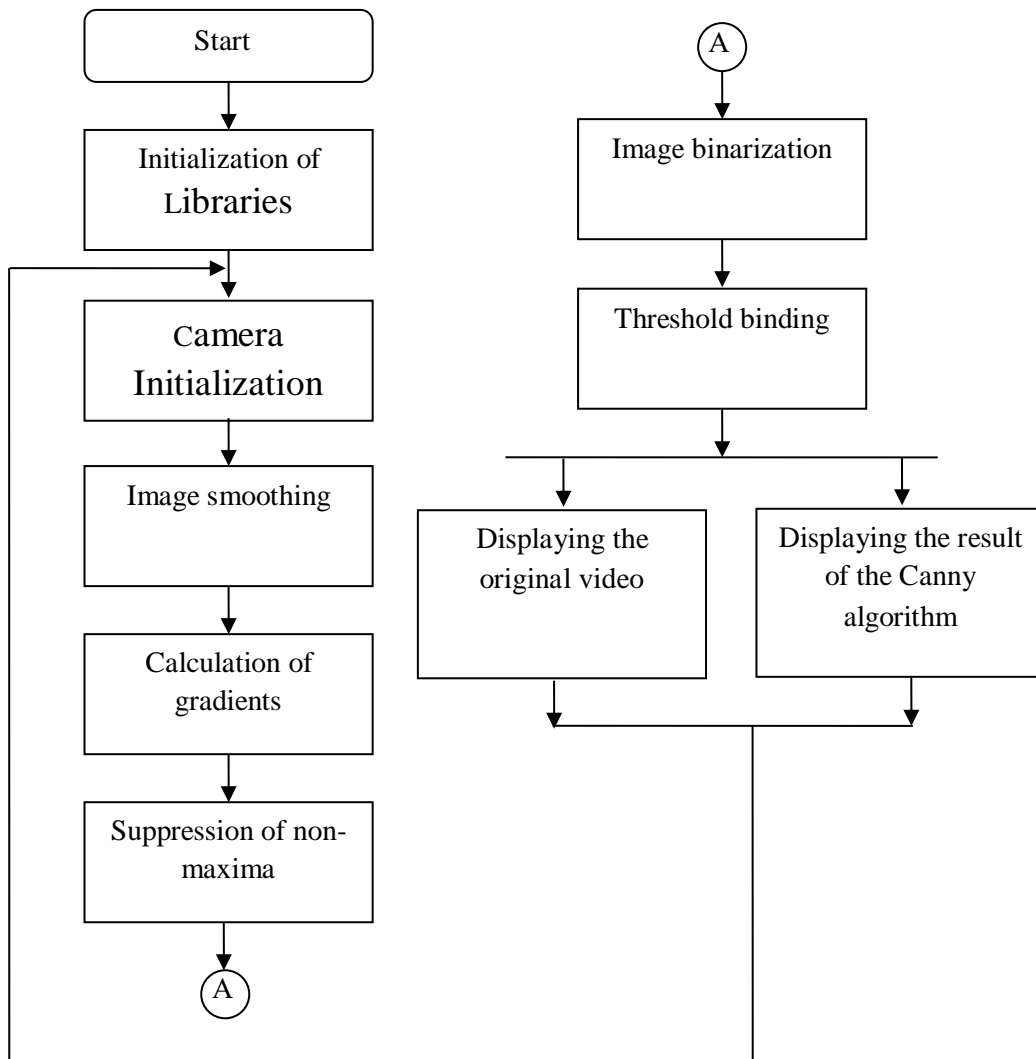 Start
Initialization of
Libraries
Camera
Initialization
Image smoothing
Calculation of
gradients
Suppression of non-
maxima
A
A
Image binarization
Threshold binding
Displaying the
original video
Displaying the result
of the Canny
algorithm